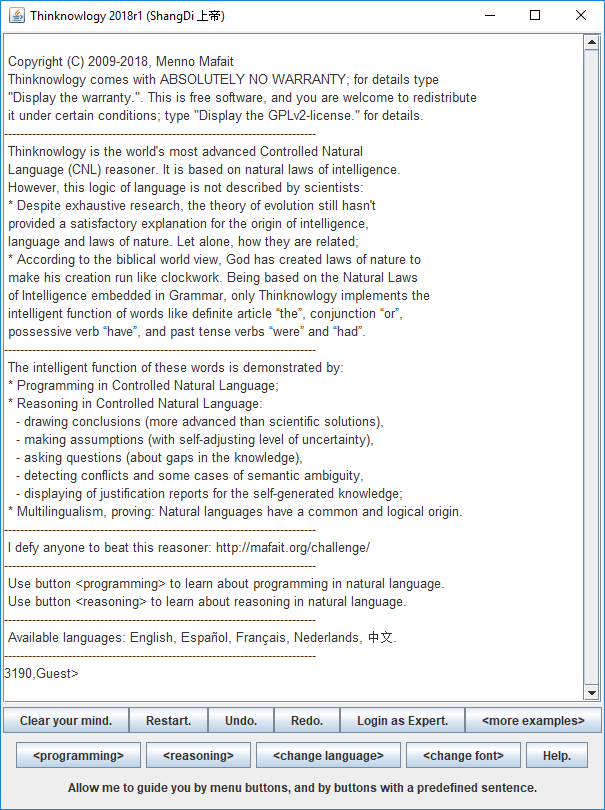 Thinknowlogy 2018r1 (ShangDi 上帝)
Copyright (C) 2009-2018, Menno Mafait
Thinknowlogy comes with ABSOLUTELY NO WARRANTY; for details type
"Display the warranty.". This is free software, and you are welcome to redistribute
it under certain conditions; type "Display the GPLv2-license." for details.
Thinknowlogy is the world's most advanced Controlled Natural
Language (CNL) reasoner. It is based on natural laws of intelligence.
However, this logic of language is not described by scientists:
* Despite exhaustive research, the theory of evolution still hasn't
provided a satisfactory explanation for the origin of intelligence,
language and laws of nature. Let alone, how they are related;
* According to the biblical world view, God has created laws of nature to
make his creation run like clockwork. Being based on the Natural Laws
of Intelligence embedded in Grammar, only Thinknowlogy implements the
intelligent function of words like definite article “the”, conjunction “or”,
possessive verb “have”, and past tense verbs “were” and “had”.
The intelligent function of these words is demonstrated by:
* Programming in Controlled Natural Language;
* Reasoning in Controlled Natural Language:
- drawing conclusions (more advanced than scientific solutions),
- making assumptions (with self-adjusting level of uncertainty),
- asking questions (about gaps in the knowledge),
- detecting conflicts and some cases of semantic ambiguity,
- displaying of justification reports for the self-generated knowledge;
* Multilingualism, proving: Natural languages have a common and logical origin.
I defy anyone to beat this reasoner: http://mafait.org/challenge/
Use button <programming> to learn about programming in natural language.
Use button <reasoning> to learn about reasoning in natural language.
Available languages: English, Español, Français, Nederlands, 中文.
3190,Guest>
Clear your mind. Restart. Undo. Redo. Login as Expert. <more examples>
<programming> <reasoning> <change language> <change font> Help.
Allow me to guide you by menu buttons, and by buttons with a predefined sentence.